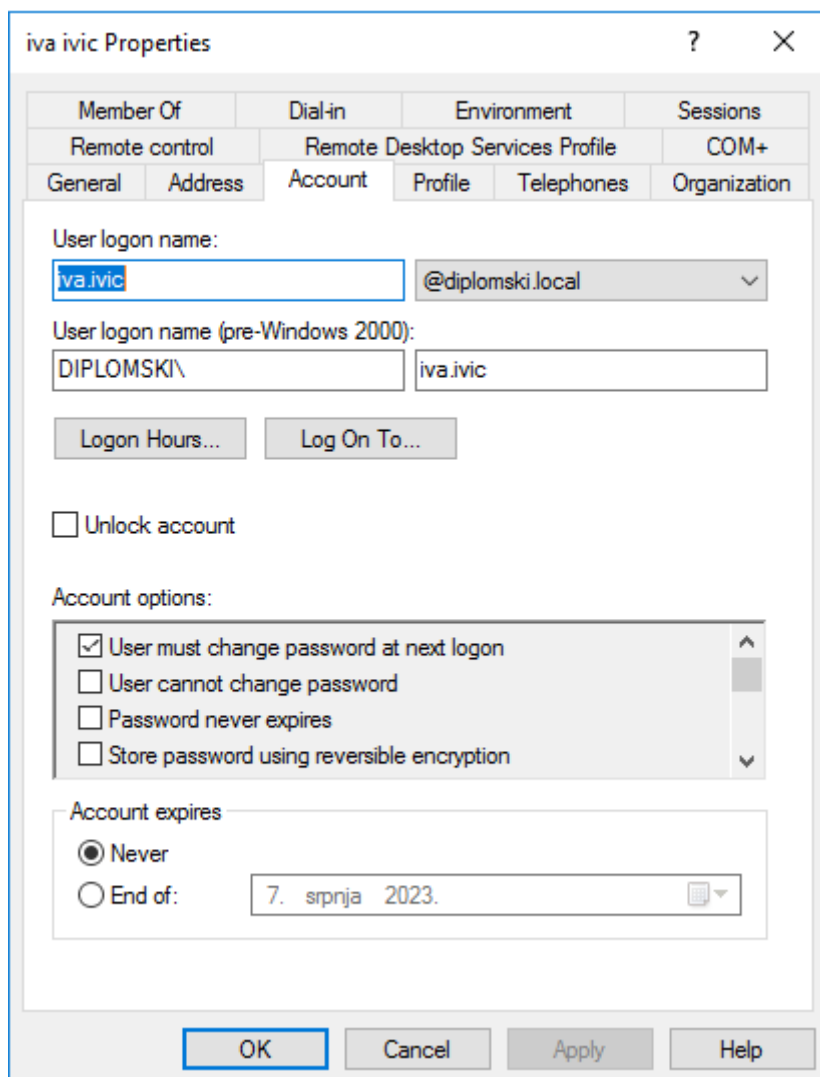 iva ivic Properties ?
Member Of Dial-in Environment Sessions
Remote control Remote Desktop Services Profile COM+
General Address Account Profile Telephones Organization
User logon name:
iva.ivic @diplomski.local
User logon name (pre-Windows 2000):
DIPLOMSKI\ iva.ivic
Logon Hours... Log On To...
Unlock account
Account options:
User must change password at next logon
User cannot change password
Password never expires
Store password using reversible encryption
Account expires
Never
End of: 7. srpnja 2023.
OK Cancel Apply Help